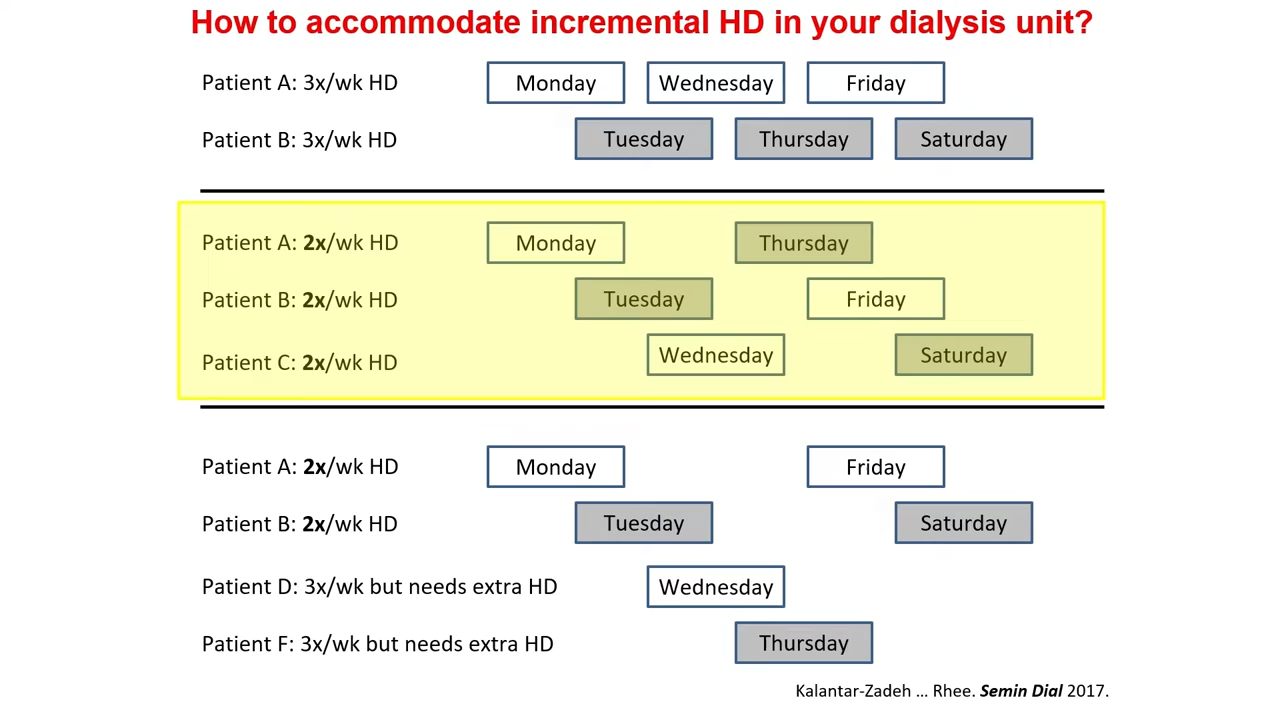 How to accommodate incremental HD in your dialysis unit?
Patient A: 3x/wk HD Monday Wednesday Friday
Patient B: 3x/wk HD Tuesday Thursday Saturday
Patient A: 2x/wk HD Monday Thursday
Patient B: 2x/wk HD Tuesday Friday
Patient C: 2x/wk HD Wednesday Saturday
Patient A: 2x/wk HD Monday Friday
Patient B: 2x/wk HD Tuesday Saturday
Patient D: 3x/wk but needs extra HD Wednesday
Patient F: 3x/wk but needs extra HD Thursday
Kalantar-Zadeh ... Rhee. Semin Dial 2017.